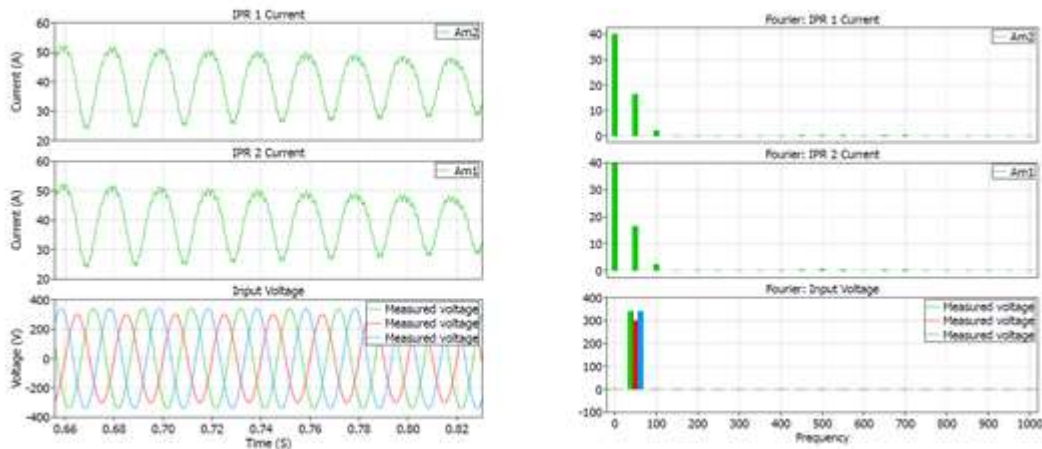 IPR 1 Current
60
50
40
30
20
Current (A)
Am2
IPR 2 Current
60
50
40
30
20
Current (A)
Am1
Input Voltage
400
200
0
-200
-400
Voltage (V)
Measured voltage
Measured voltage
Measured voltage
0.66 0.68 0.70 0.72 0.74 0.76 0.78 0.80 0.82
Time (S)
Fourier: IPR 1 Current
40
30
20
10
0
Am2
Fourier: IPR 2 Current
40
30
20
10
0
Am1
Fourier: Input Voltage
400
300
200
100
0
-100
Measured voltage
Measured voltage
Measured voltage
0 100 200 300 400 500 600 700 800 900 1000
Frequency